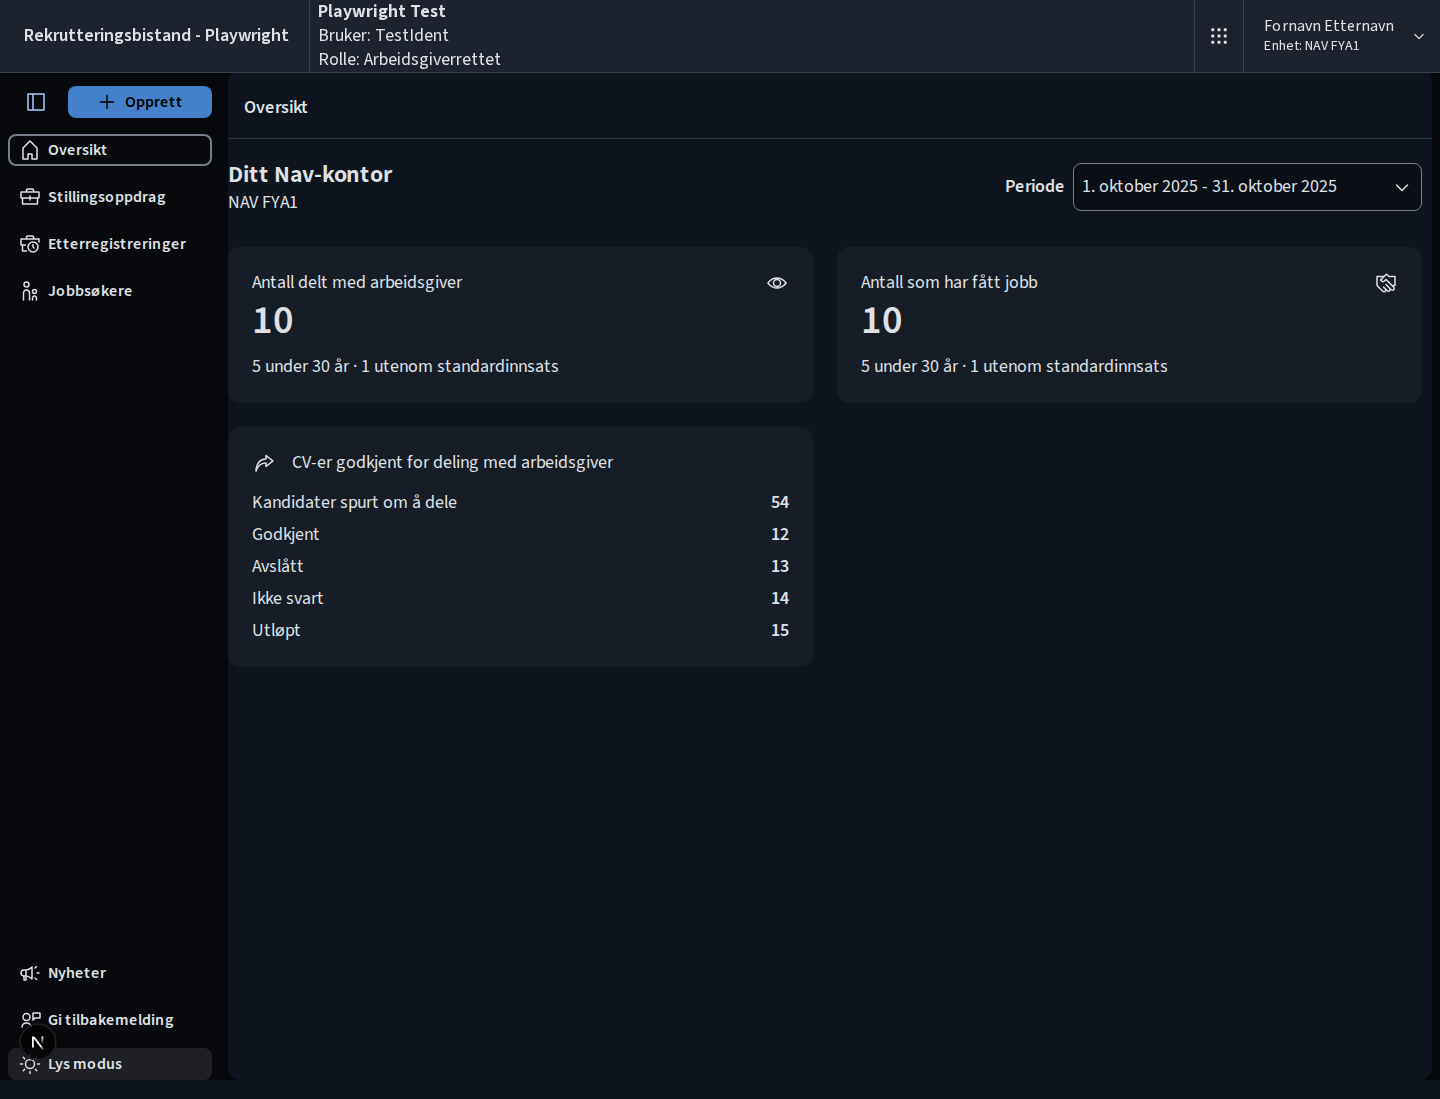 Rekrutteringsbistand - Playwright
Playwright Test
Bruker: TestIdent
Rolle: Arbeidsgiverrettet
Fornavn Etternavn
Enhet: NAV FYA1
Opprett
Oversikt
Stillingsoppdrag
Etterregistreringer
Jobbsøkere
Oversikt
Ditt Nav-kontor
NAV FYA1
Periode
1. oktober 2025 - 31. oktober 2025
Antall delt med arbeidsgiver
10
5 under 30 år · 1 utenom standardinnsats
Antall som har fått jobb
10
5 under 30 år · 1 utenom standardinnsats
CV-er godkjent for deling med arbeidsgiver
Kandidater spurt om å dele 54
Godkjent 12
Avslått 13
Ikke svart 14
Utløpt 15
Nyheter
Gi tilbakemelding
N
Lys modus